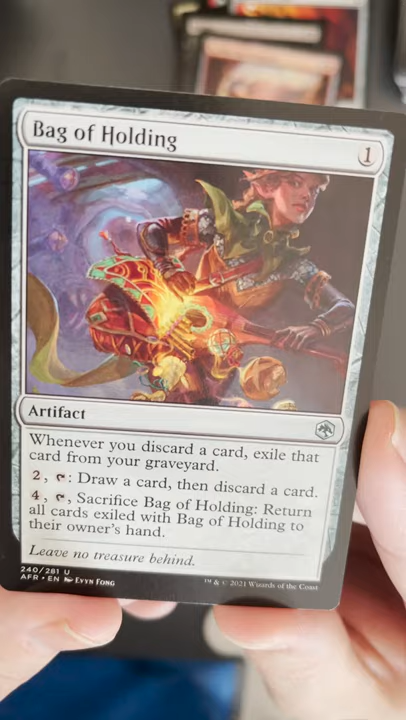 Bag of Holding
1
Artifact
Whenever you discard a card, exile that
card from your graveyard.
2, T: Draw a card, then discard a card.
4, T, Sacrifice Bag of Holding: Return
all cards exiled with Bag of Holding to
their owner's hand.
Leave no treasure behind.
240/281 U
AFR • EN Evyn Fong
™ & © 2021 Wizards of the Coast